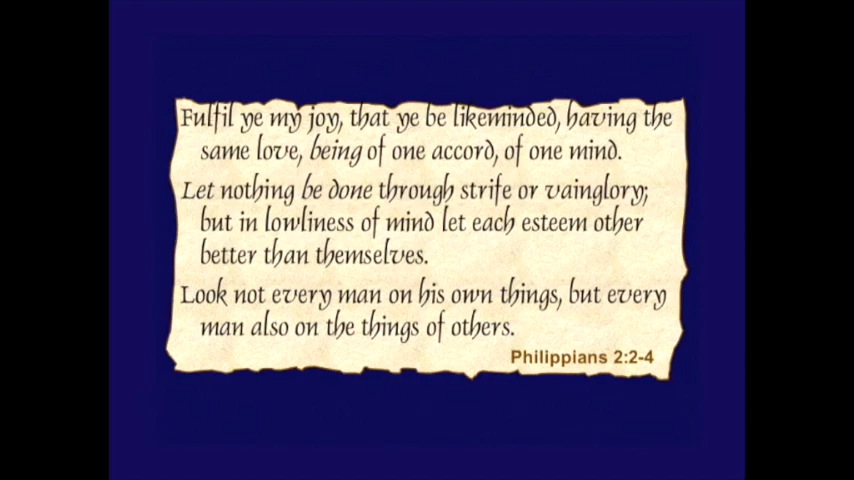 Fulfil ye my joy, that ye be likeminded, having the
same love, being of one accord, of one mind.
Let nothing be done through strife or vainglory;
but in lowliness of mind let each esteem other
better than themselves.
Look not every man on his own things, but every
man also on the things of others.
Philippians 2:2-4